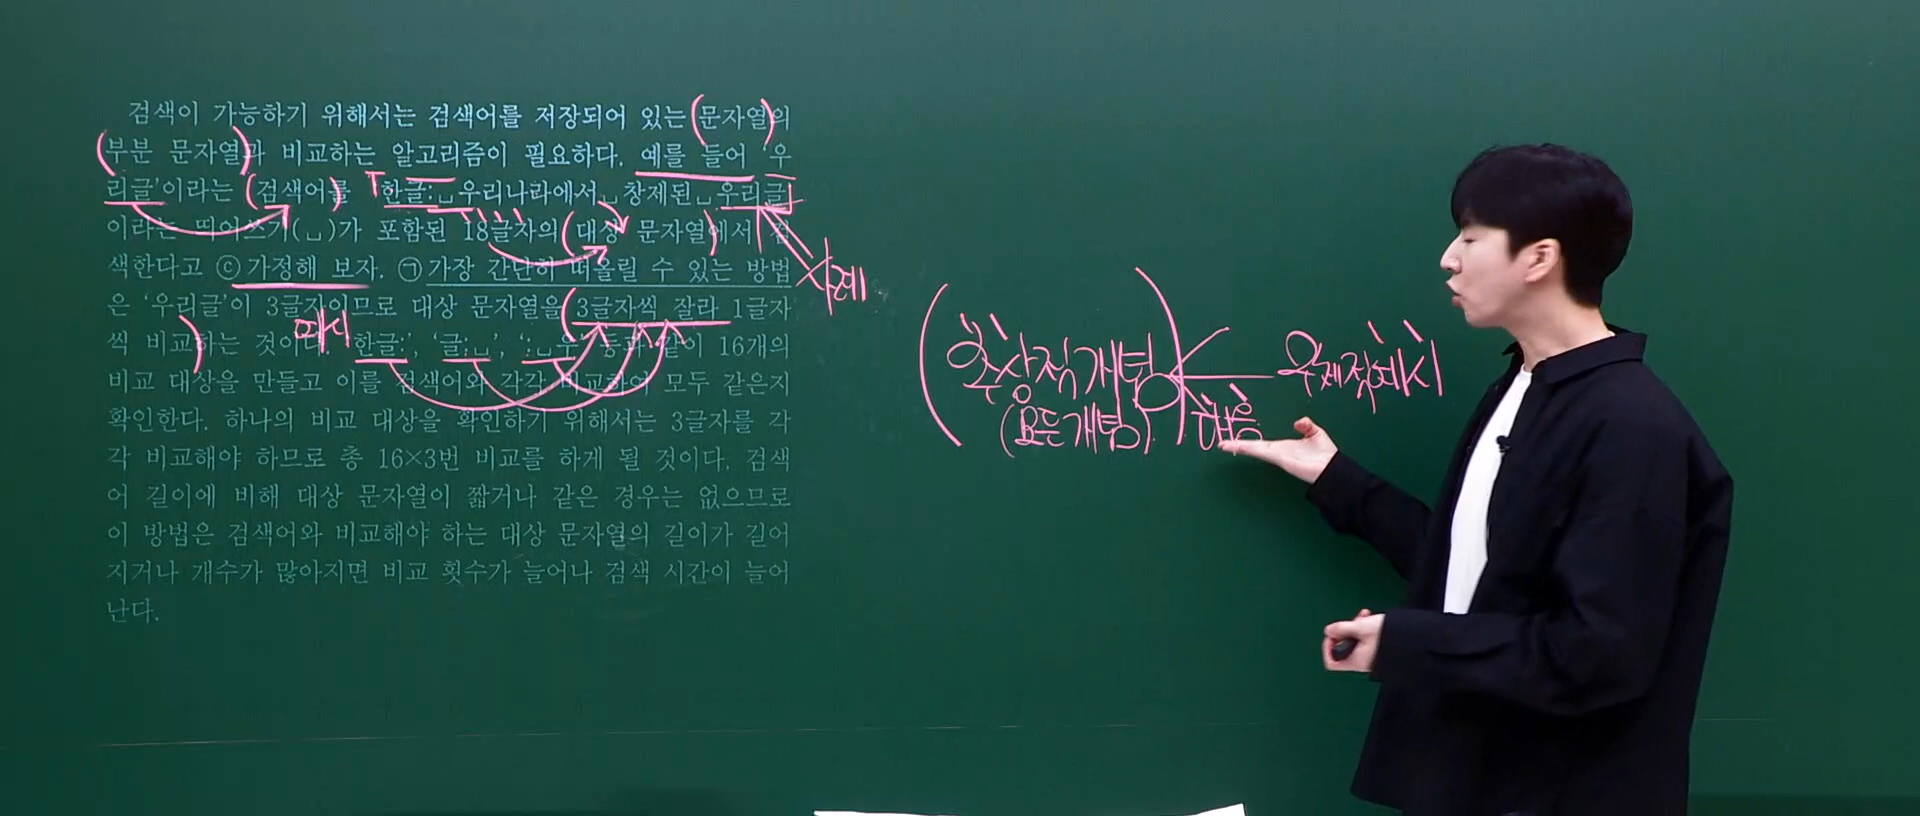 검색이 가능하기 위해서는 검색어를 저장되어 있는 문자열의
부분 문자열과 비교하는 알고리즘이 필요하다. 예를 들어 ‘우
리글’이라는 검색어를 ‘한글:␣우리나라에서␣창제된␣우리글’
이라는 띄어쓰기(␣)가 포함된 18글자의 대상 문자열에서 검
색한다고 ⓒ가정해 보자. ㉠가장 간단히 떠올릴 수 있는 방법
은 ‘우리글’이 3글자이므로 대상 문자열을 3글자씩 잘라 1글자
씩 비교하는 것이다. ‘한글:’, ‘글:␣’, ‘:␣우’ 등과 같이 16개의
비교 대상을 만들고 이를 검색어와 각각 비교하여 모두 같은지
확인한다. 하나의 비교 대상을 확인하기 위해서는 3글자를 각
각 비교해야 하므로 총 16×3번 비교를 하게 될 것이다. 검색
어 길이에 비해 대상 문자열이 짧거나 같은 경우는 없으므로
이 방법은 검색어와 비교해야 하는 대상 문자열의 길이가 길어
지거나 개수가 많아지면 비교 횟수가 늘어나 검색 시간이 늘어
난다.
사례
예시
추상적 개념
(모든 개념)
구체적 예시
대응